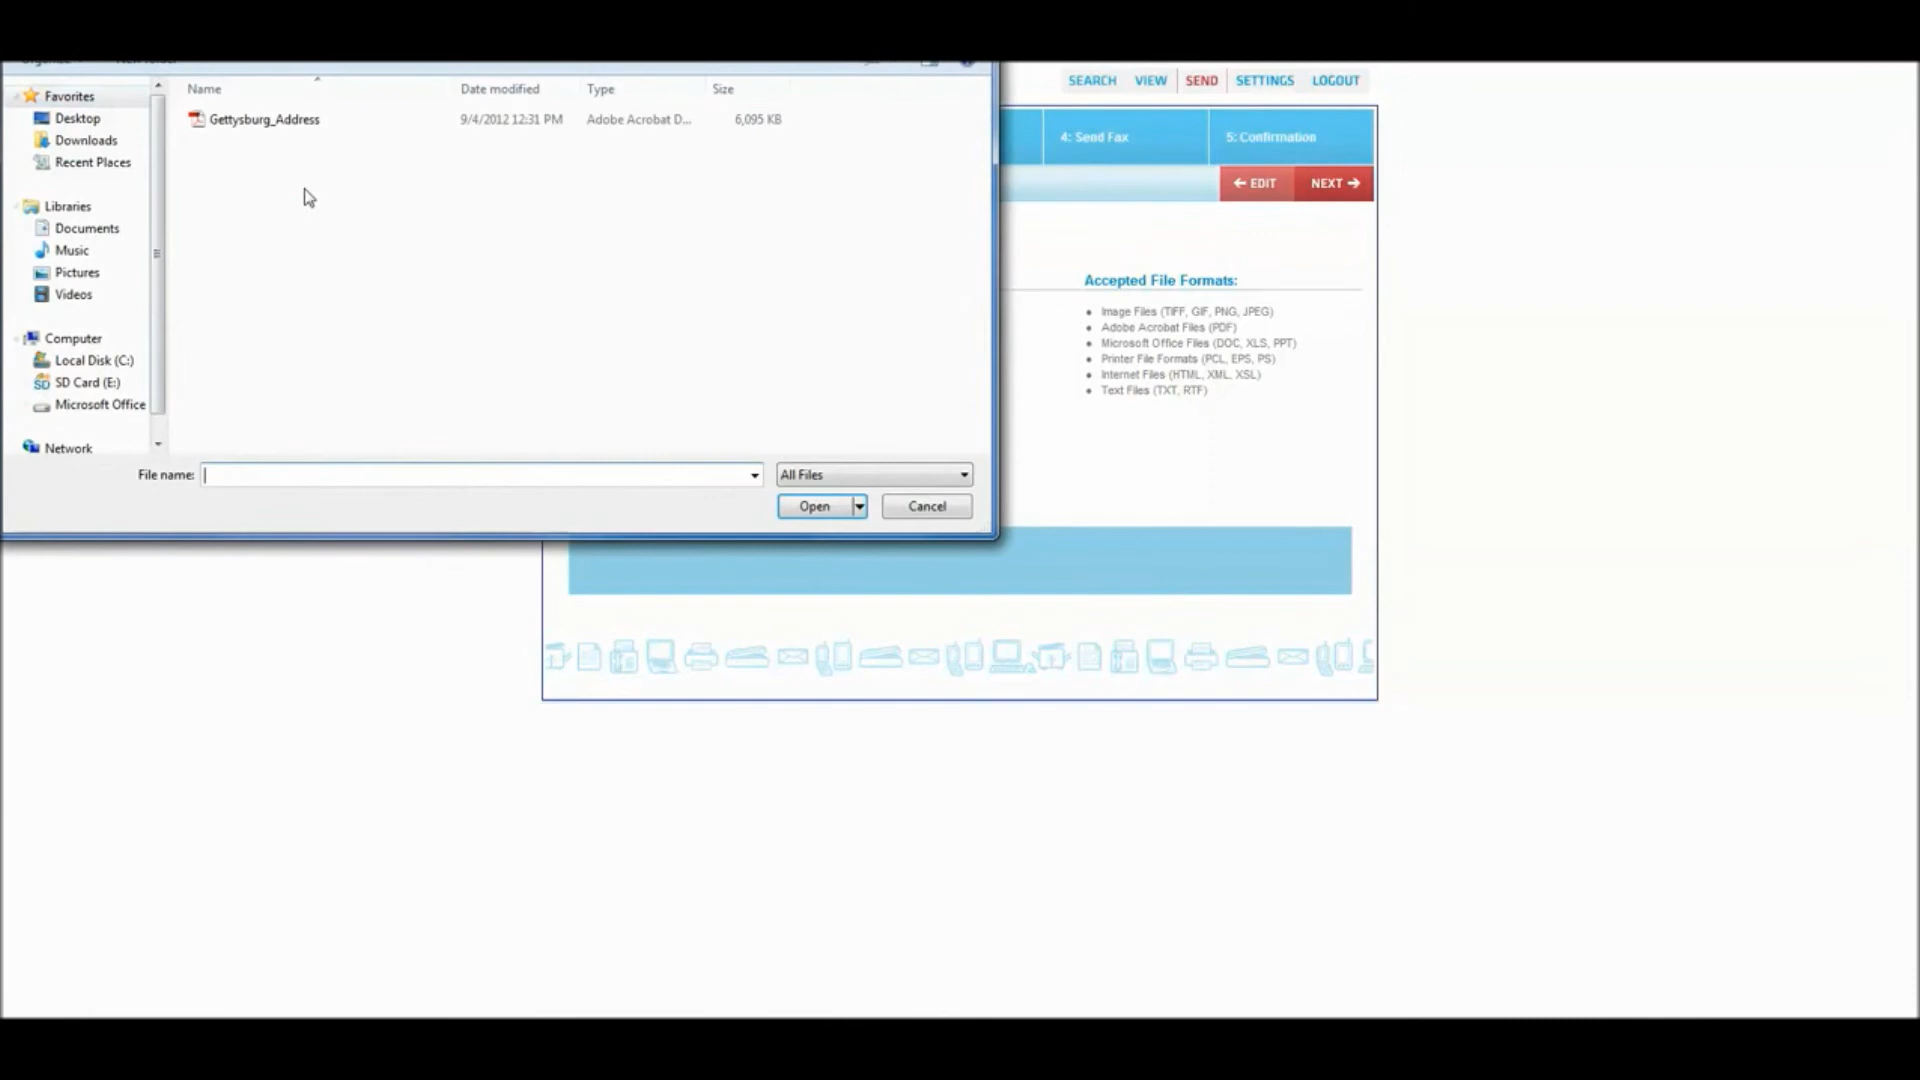 SEARCH VIEW SEND SETTINGS LOGOUT
Name Date modified Type Size
Favorites
Gettysburg_Address 9/4/2012 12:31 PM Adobe Acrobat D... 6,095 KB
Desktop
Downloads
Recent Places
Libraries
Documents
Music
Pictures
Videos
Computer
Local Disk (C:)
SD Card (E:)
Microsoft Office
Network
File name:
All Files
Open Cancel
4: Send Fax 5: Confirmation
EDIT NEXT
Accepted File Formats:
Image Files (TIFF, GIF, PNG, JPEG)
Adobe Acrobat Files (PDF)
Microsoft Office Files (DOC, XLS, PPT)
Printer File Formats (PCL, EPS, PS)
Internet Files (HTML, XML, XSL)
Text Files (TXT, RTF)